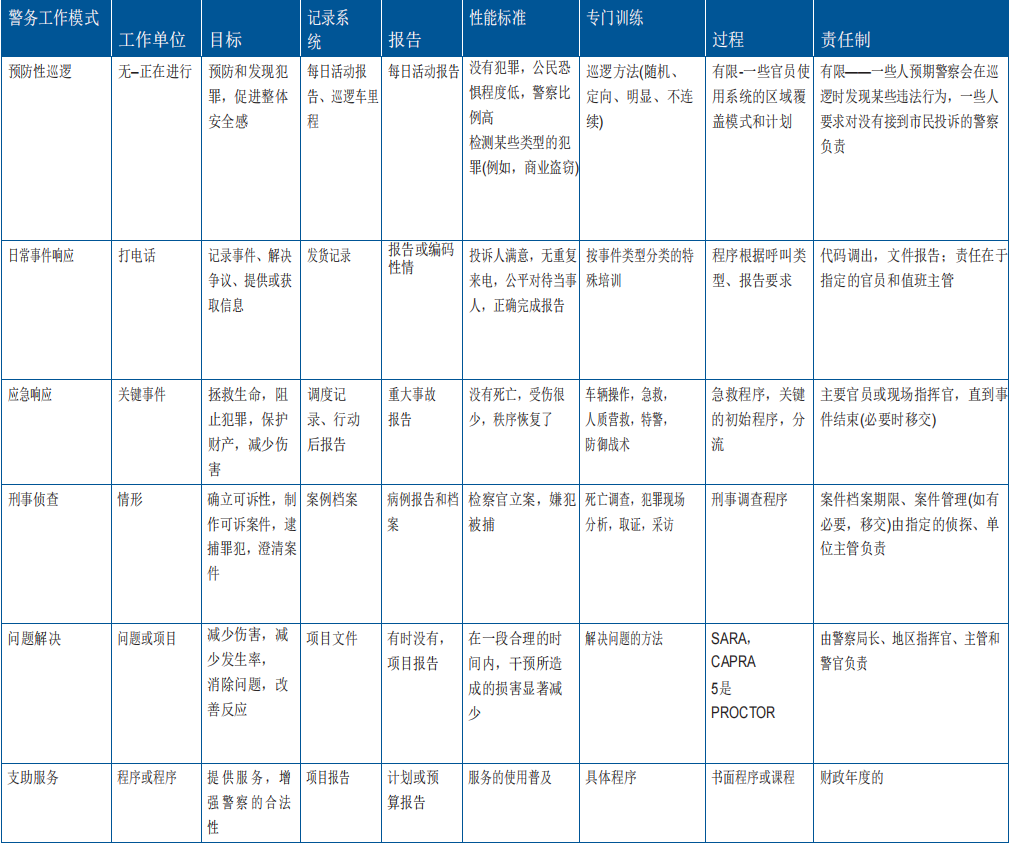 警务工作模式
工作单位
目标
记录系
统
报告
性能标准
专门训练
过程
责任制
预防性巡逻
无–正在进行
预防和发现犯
罪，促进整体
安全感
每日活动报
告、巡逻车里
程
每日活动报告
没有犯罪，公民恐
惧程度低，警察比
例高
检测某些类型的犯
罪(例如，商业盗窃)
巡逻方法(随机、
定向、明显、不连
续)
有限-一些官员使
用系统的区域覆
盖模式和计划
有限——一些人预期警察会在巡
逻时发现某些违法行为，一些人
要求对没有接到市民投诉的警察
负责
日常事件响应
打电话
记录事件、解决
争议、提供或获
取信息
发货记录
报告或编码
性情
投诉人满意，无重复
来电，公平对待当事
人，正确完成报告
按事件类型分类的特
殊培训
程序根据呼叫类
型、报告要求
代码调出，文件报告；责任在于
指定的官员和值班主管
应急响应
关键事件
拯救生命，阻
止犯罪，保护
财产，减少伤
害
调度记
录、行动
后报告
重大事故
报告
没有死亡，受伤很
少，秩序恢复了
车辆操作，急救，
人质营救，特警，
防御战术
急救程序，关键
的初始程序，分
流
主要官员或现场指挥官，直到事
件结束(必要时移交)
刑事侦查
情形
确立可诉性，制
作可诉案件，逮
捕罪犯，澄清案
件
案例档案
病例报告和档
案
检察官立案，嫌犯
被捕
死亡调查，犯罪现场
分析，取证，采访
刑事调查程序
案件档案期限、案件管理(如有
必要，移交)由指定的侦探、单
位主管负责
问题解决
问题或项目
减少伤害，减
少发生率，
消除问题，改
善反应
项目文件
有时没有，
项目报告
在一段合理的时
间内，干预所造
成的损害显著减
少
解决问题的方法
SARA，
CAPRA
5是
PROCTOR
由警察局长、地区指挥官、主管和
警官负责
支助服务
程序或程序
提供服务，增
强警察的合法
性
项目报告
计划或预
算报告
服务的使用普及
具体程序
书面程序或课程
财政年度的